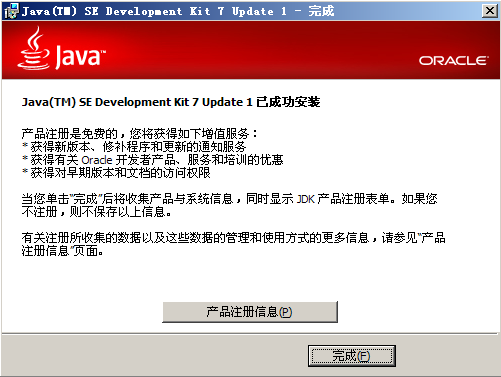 Java(TM) SE Development Kit 7 Update 1 - 完成
Java™
ORACLE®
Java(TM) SE Development Kit 7 Update 1 已成功安装
产品注册是免费的，您将获得如下增值服务：
* 获得新版本、修补程序和更新的通知服务
* 获得有关 Oracle 开发者产品、服务和培训的优惠
* 获得对早期版本和文档的访问权限
当您单击"完成"后将收集产品与系统信息，同时显示 JDK 产品注册表单。如果您
不注册，则不保存以上信息。
有关注册所收集的数据以及这些数据的管理和使用方式的更多信息，请参见"产品
注册信息"页面。
产品注册信息(P)
完成(F)